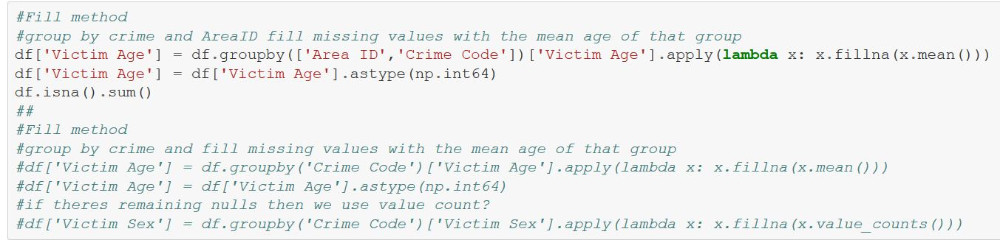 #Fill method
#group by crime and AreaID fill missing values with the mean age of that group
df['Victim Age'] = df.groupby(['Area ID','Crime Code'])['Victim Age'].apply(lambda x: x.fillna(x.mean()))
df['Victim Age'] = df['Victim Age'].astype(np.int64)
df.isna().sum()
##
#Fill method
#group by crime and fill missing values with the mean age of that group
#df['Victim Age'] = df.groupby('Crime Code')['Victim Age'].apply(lambda x: x.fillna(x.mean()))
#df['Victim Age'] = df['Victim Age'].astype(np.int64)
#if theres remaining nulls then we use value count?
#df['Victim Sex'] = df.groupby('Crime Code')['Victim Sex'].apply(lambda x: x.fillna(x.value_counts()))